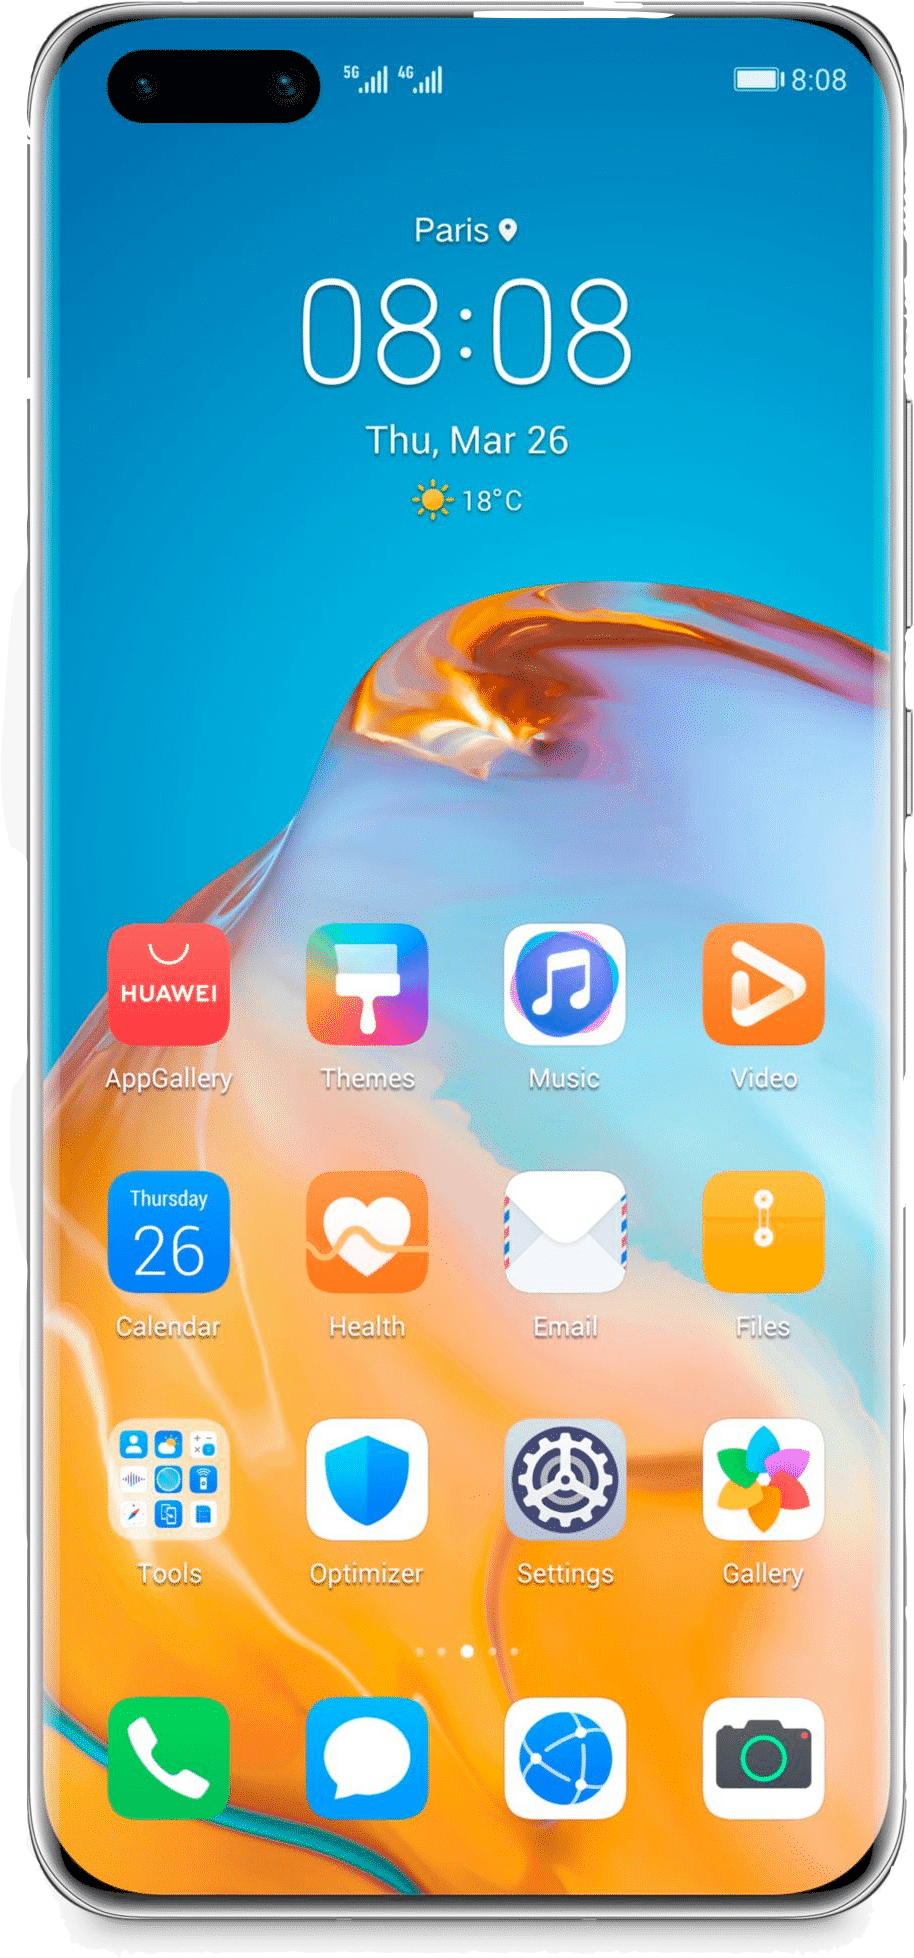 5G 4G 8:08
Paris
08:08
Thu, Mar 26
18°C
HUAWEI
AppGallery Themes Music Video
Thursday
26
Calendar Health Email Files
Tools Optimizer Settings Gallery